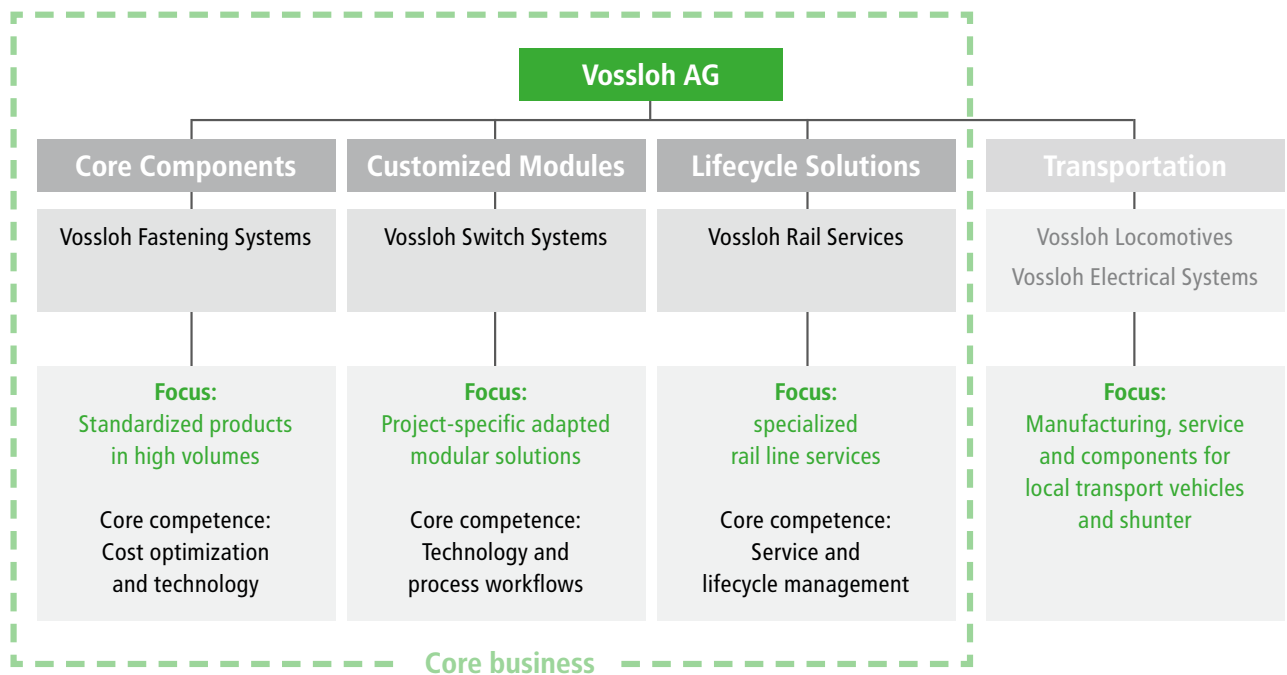 Vossloh AG
Core Components
Customized Modules
Lifecycle Solutions
Transportation
Vossloh Fastening Systems
Vossloh Switch Systems
Vossloh Rail Services
Vossloh Locomotives
Vossloh Electrical Systems
Focus:
Standardized products
in high volumes
Core competence:
Cost optimization
and technology
Focus:
Project-specific adapted
modular solutions
Core competence:
Technology and
process workflows
Focus:
specialized
rail line services
Core competence:
Service and
lifecycle management
Focus:
Manufacturing, service
and components for
local transport vehicles
and shunter
Core business